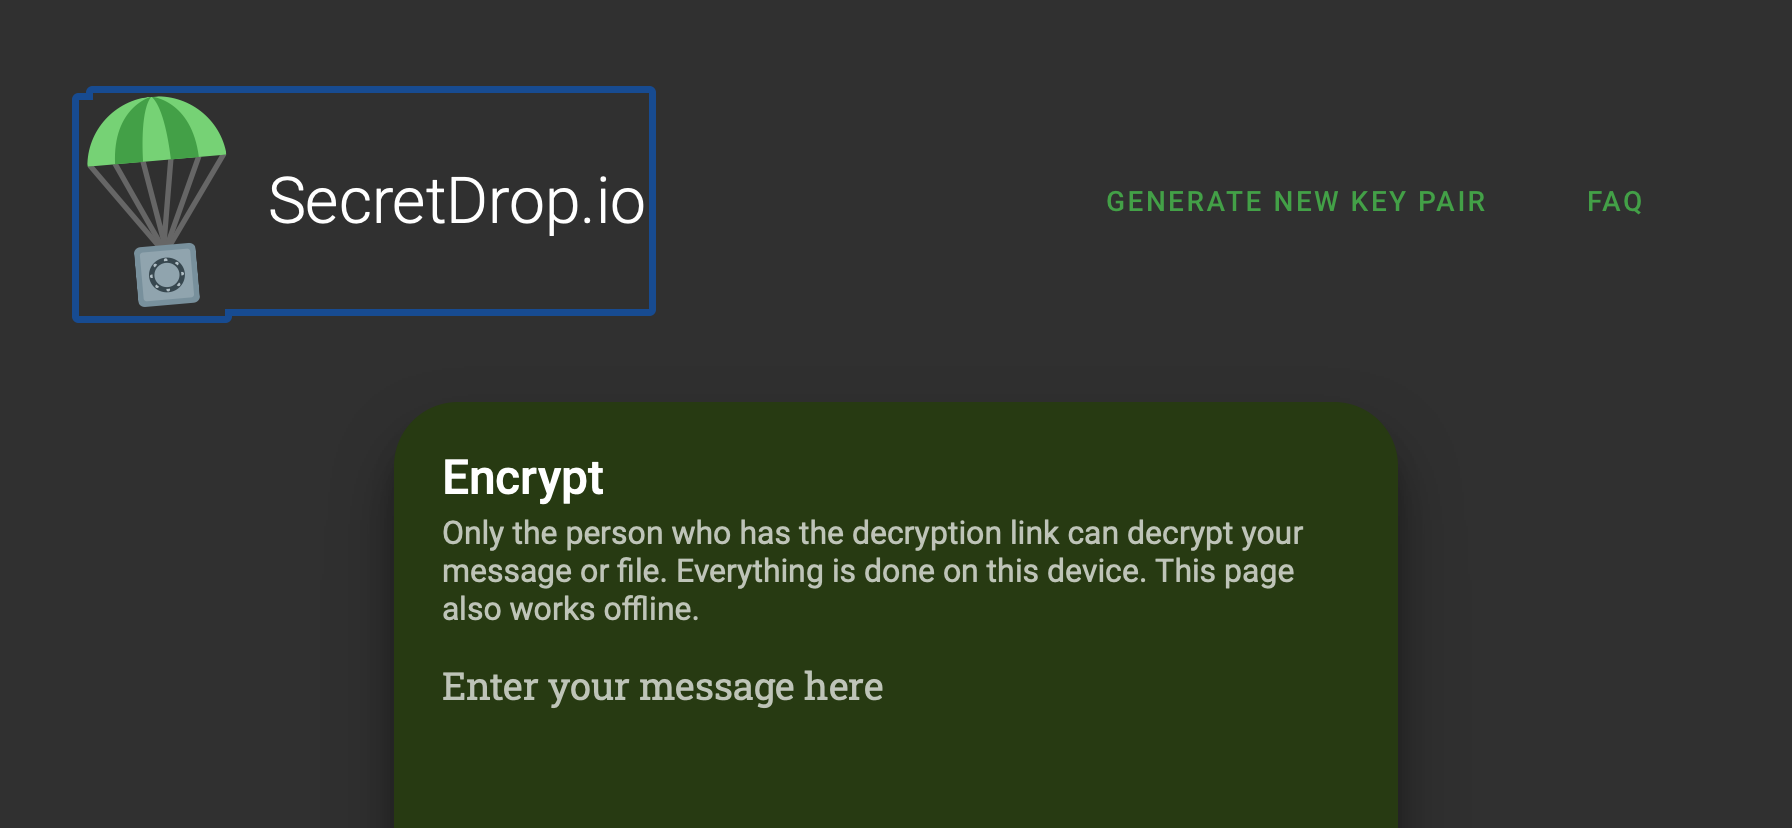 SecretDrop.io
GENERATE NEW KEY PAIR
FAQ
Encrypt
Only the person who has the decryption link can decrypt your
message or file. Everything is done on this device. This page
also works offline.
Enter your message here